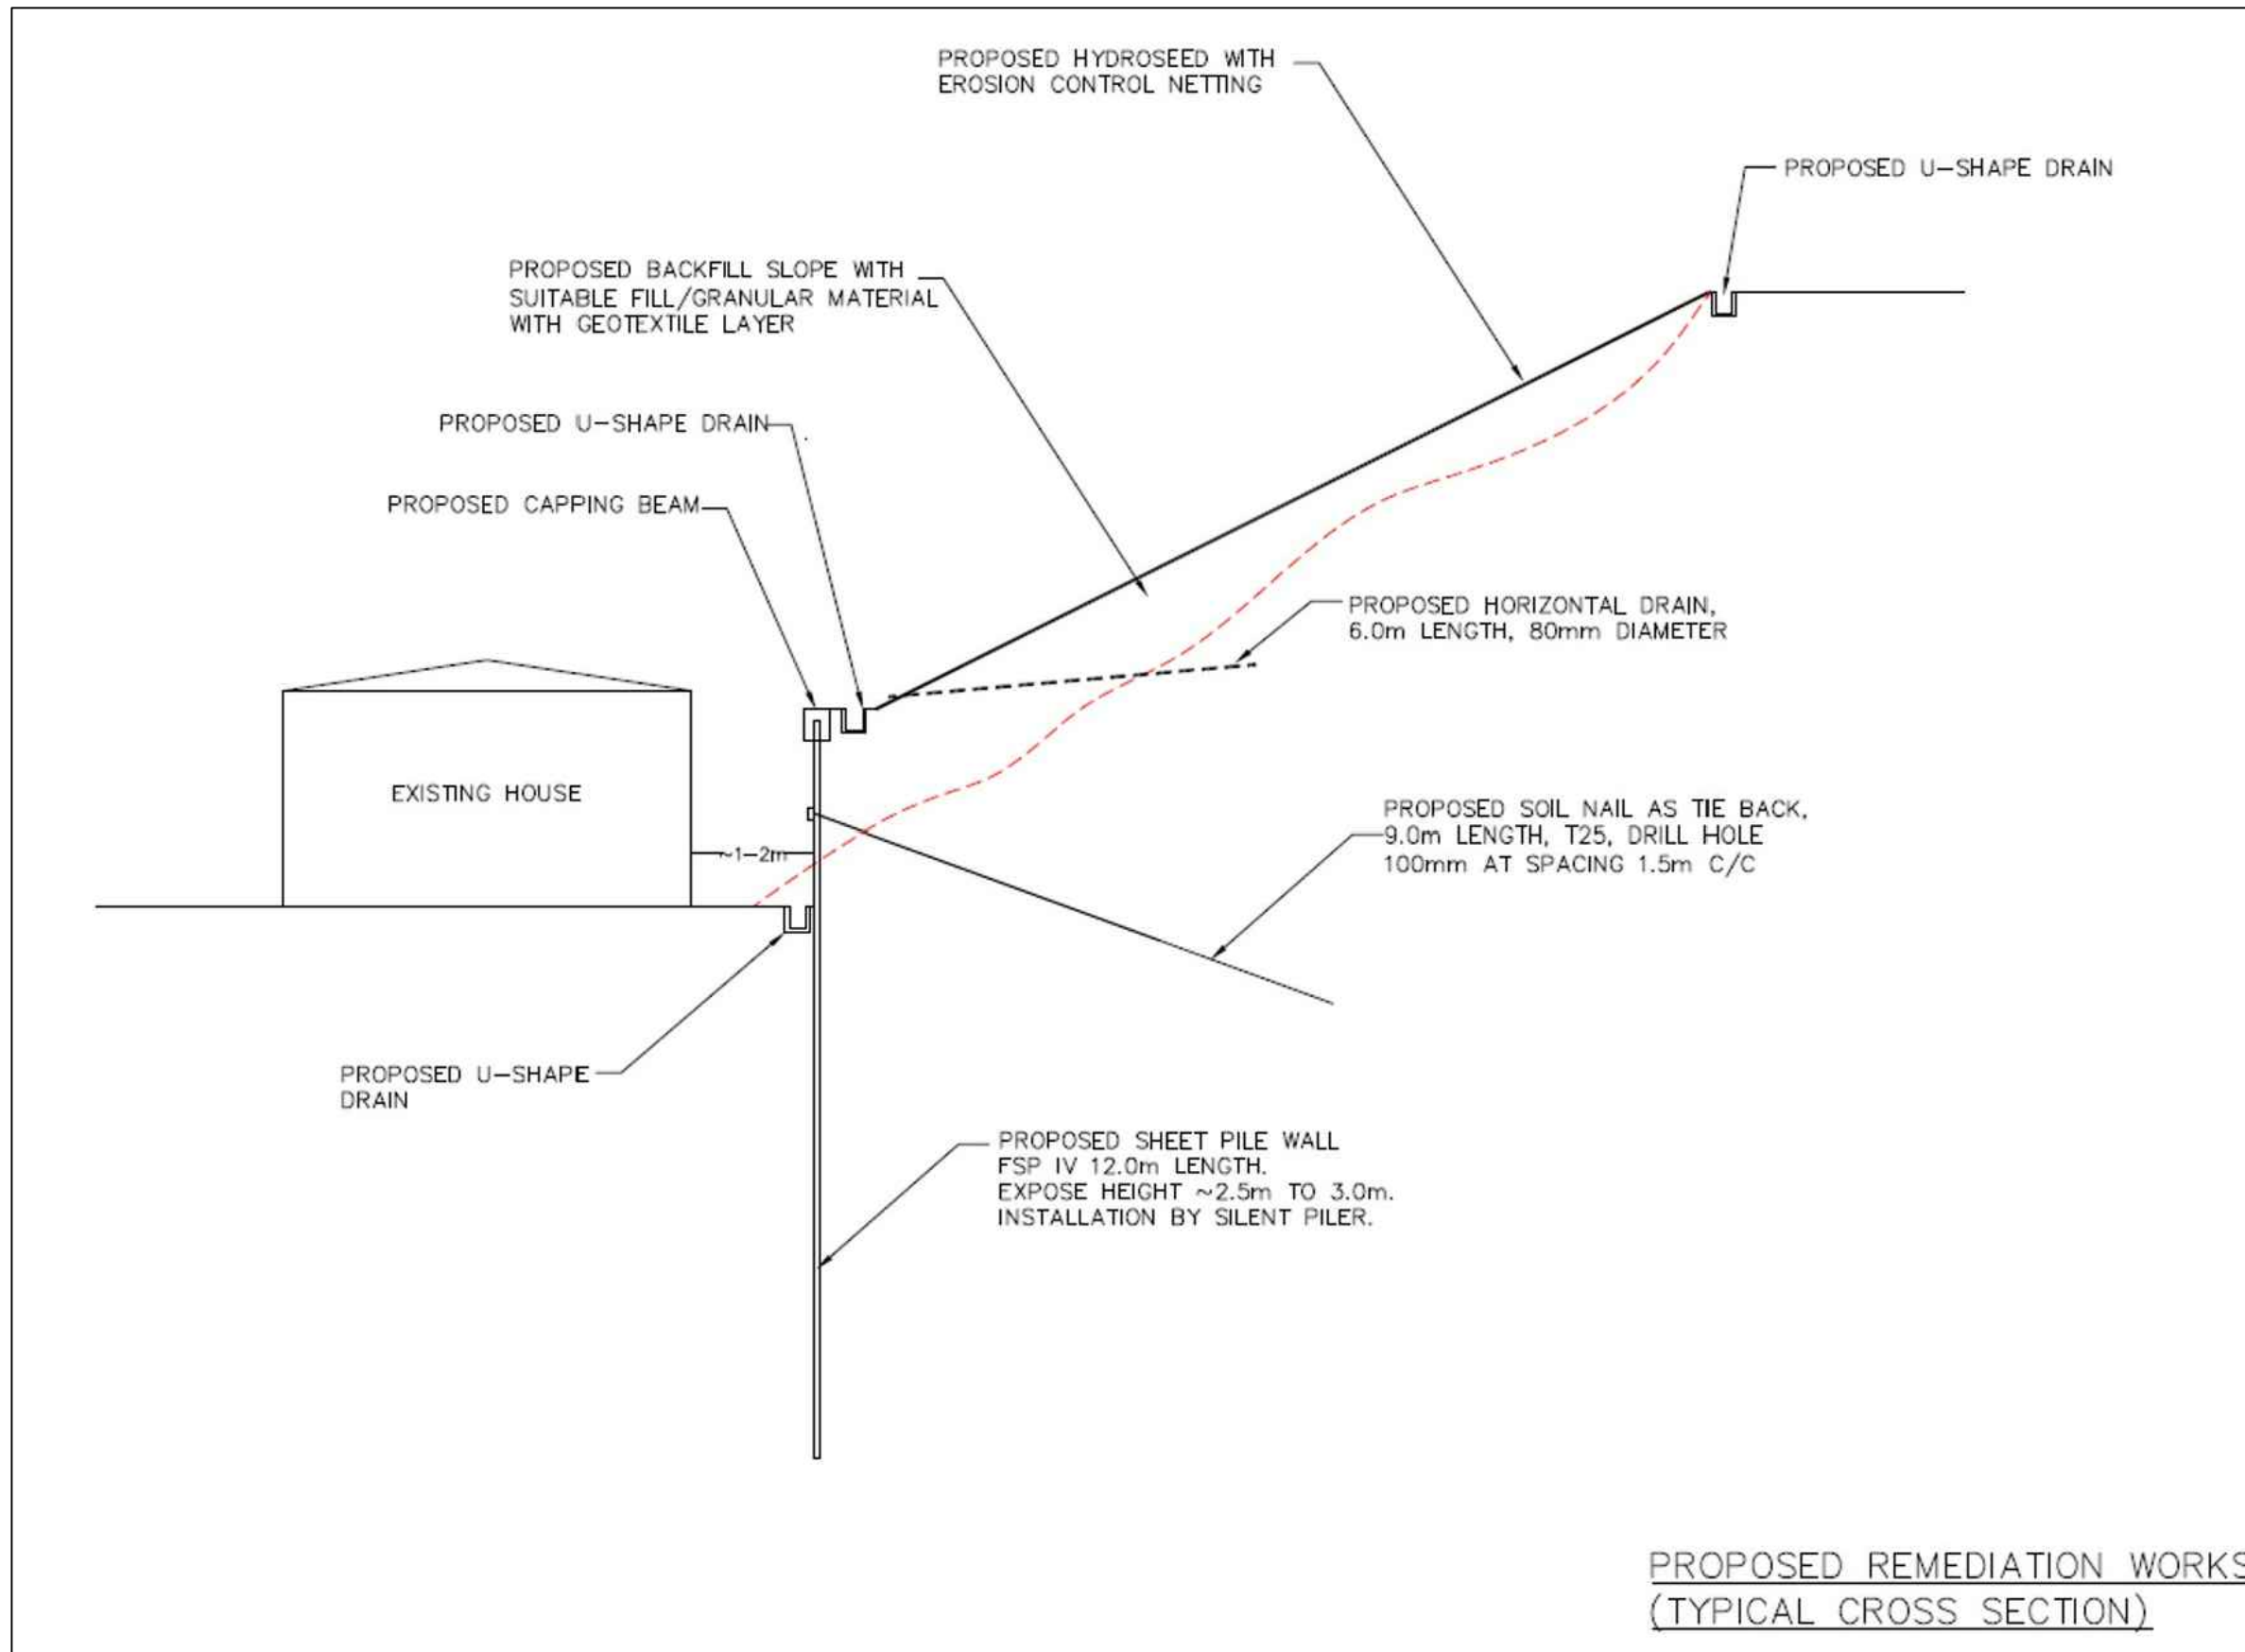 PROPOSED HYDROSEED WITH
EROSION CONTROL NETTING
PROPOSED U-SHAPE DRAIN
PROPOSED BACKFILL SLOPE WITH
SUITABLE FILL/GRANULAR MATERIAL
WITH GEOTEXTILE LAYER
PROPOSED U-SHAPE DRAIN
PROPOSED CAPPING BEAM
PROPOSED HORIZONTAL DRAIN,
6.0m LENGTH, 80mm DIAMETER
EXISTING HOUSE
~1-2m
PROPOSED SOIL NAIL AS TIE BACK,
9.0m LENGTH, T25, DRILL HOLE
100mm AT SPACING 1.5m C/C
PROPOSED U-SHAPE
DRAIN
PROPOSED SHEET PILE WALL
FSP IV 12.0m LENGTH.
EXPOSE HEIGHT ~2.5m TO 3.0m.
INSTALLATION BY SILENT PILER.
PROPOSED REMEDIATION WORKS
(TYPICAL CROSS SECTION)